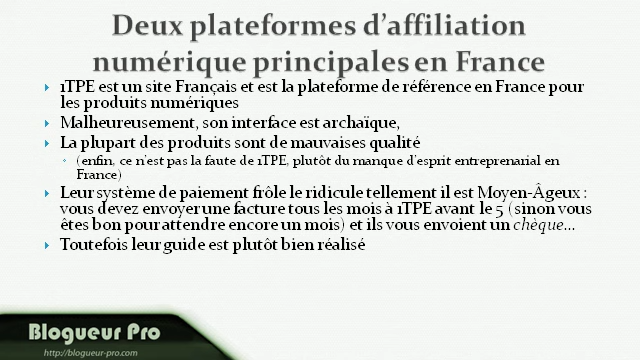 Deux plateformes d’affiliation
numérique principales en France
1TPE est un site Français et est la plateforme de référence en France pour
les produits numériques
Malheureusement, son interface est archaïque,
La plupart des produits sont de mauvaises qualité
(enfin, ce n’est pas la faute de 1TPE, plutôt du manque d’esprit entreprenarial en
France)
Leur système de paiement frôle le ridicule tellement il est Moyen-Âgeux :
vous devez envoyer une facture tous les mois à 1TPE avant le 5 (sinon vous
êtes bon pour attendre encore un mois) et ils vous envoient un chèque…
Toutefois leur guide est plutôt bien réalisé
Blogueur Pro
http://blogueur-pro.com